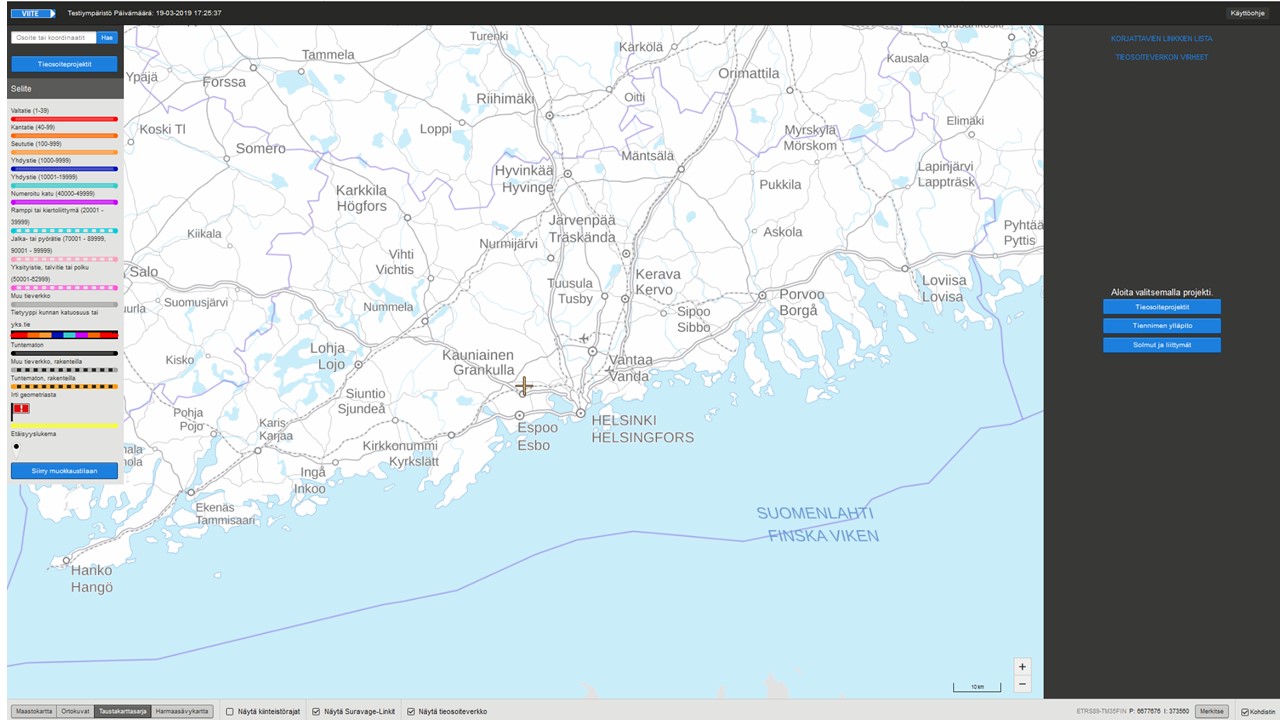 VIITE
Testiympäristö Päivämäärä: 19-03-2019 17:25:37
Käyttöohje
Osoite tai koordinaatit
Hae
Tieosoiteprojektit
Selite
Valtatie (1-39)
Kantatie (40-99)
Seututie (100-999)
Yhdystie (1000-9999)
Yhdystie (10001-19999)
Numeroitu katu (40000-49999)
Ramppi tai kiertoliittymä (20001 -
39999)
Jalka- tai pyörätie (70001 - 89999,
90001 - 99999)
Yksityistie, talvitie tai polku
(50001-62999)
Muu tieverkko
Tietyyppi kunnan katuosuus tai
yks.tie
Tuntematon
Muu tieverkko, rakenteilla
Tuntematon, rakenteilla
Irti geometriasta
Etäisyyslukema
Siirry muokkaustilaan
Turenki
Tammela
Kärkölä
Kausala
Ypäjä
Forssa
Orimattila
Riihimäki
Oitti
Loppi
Elimäki
Koski Tl
Somero
Myrskylä
Mörskom
Mäntsälä
Hyvinkää
Hyvinge
Lapinjärvi
Lappträsk
Pukkila
Karkkila
Högfors
Järvenpää
Träskända
Askola
Pyhtää
Pyttis
Kiikala
Nurmijärvi
Vihti
Vichtis
Salo
Kerava
Kervo
Tuusula
Tusby
Loviisa
Lovisa
Suomusjärvi
Nummela
Porvoo
Borgå
Sipoo
Sibbo
Lohja
Lojo
Kauniainen
Grankulla
Kisko
Vantaa
Vanda
Siuntio
Sjundeå
Pohja
Pojo
Karis
Karjaa
HELSINKI
HELSINGFORS
Espoo
Esbo
Kirkkonummi
Kyrkslätt
Ingå
Inkoo
Ekenäs
Tammisaari
SUOMENLAHTI
FINSKA VIKEN
Hanko
Hangö
+
−
10 km
KORJATTAVIEN LINKKIEN LISTA
TIEOSOITEVERKON VIRHEET
Aloita valitsemalla projekti.
Tieosoiteprojektit
Tiennimen ylläpito
Solmut ja liittymät
Maastokartta
Ortokuvat
Taustakarttasarja
Harmaasävykartta
Näytä kiinteistörajat
Näytä Suravage-Linkit
Näytä tieosoiteverkko
ETRS89-TM35FIN P: 6677676 I: 373560
Merkitse
Kohdistin